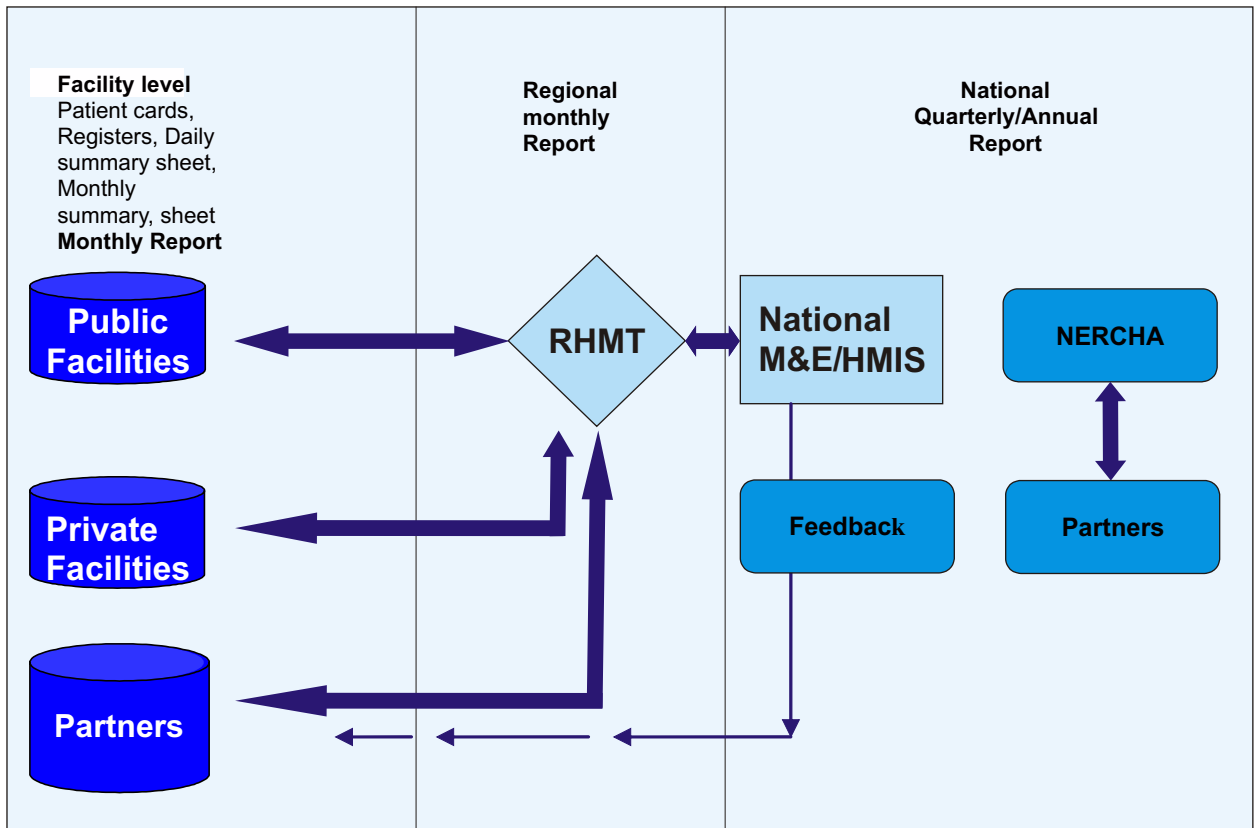 Facility level
Patient cards,
Registers, Daily
summary sheet,
Monthly
summary, sheet
Monthly Report
Regional
monthly
Report
National
Quarterly/Annual
Report
Public
Facilities
RHMT
National
M&E/HMIS
NERCHA
Private
Facilities
Feedback
Partners
Partners